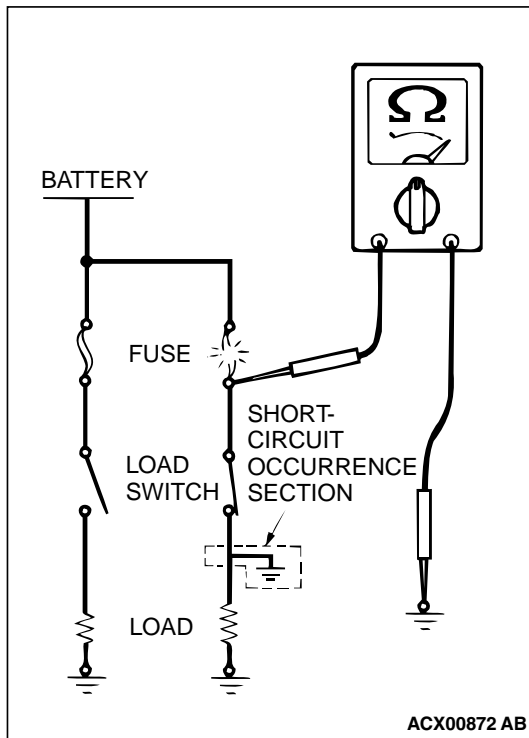 Ω
BATTERY
FUSE
SHORT-
CIRCUIT
OCCURRENCE
SECTION
LOAD
SWITCH
LOAD
ACX00872 AB